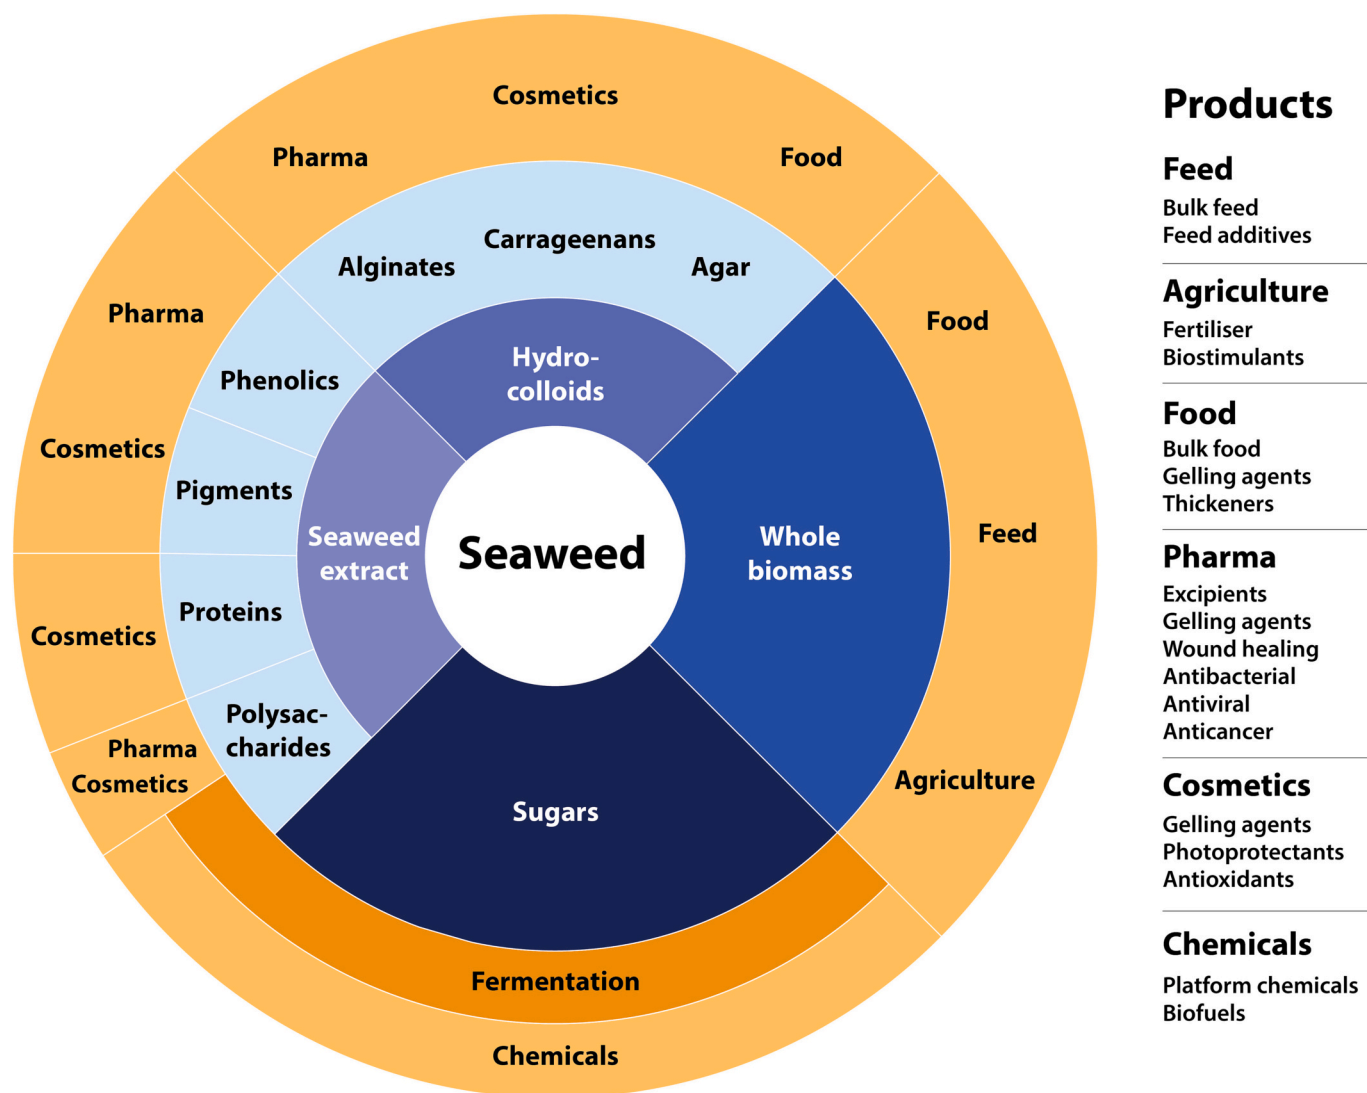 Cosmetics
Pharma
Food
Carrageenans
Alginates
Agar
Hydro-
colloids
Pharma
Phenolics
Cosmetics
Pigments
Seaweed
extract
Seaweed
Whole
biomass
Food
Feed
Agriculture
Cosmetics
Proteins
Polysac-
charides
Pharma
Cosmetics
Sugars
Fermentation
Chemicals
Products
Feed
Bulk feed
Feed additives
Agriculture
Fertiliser
Biostimulants
Food
Bulk food
Gelling agents
Thickeners
Pharma
Excipients
Gelling agents
Wound healing
Antibacterial
Antiviral
Anticancer
Cosmetics
Gelling agents
Photoprotectants
Antioxidants
Chemicals
Platform chemicals
Biofuels